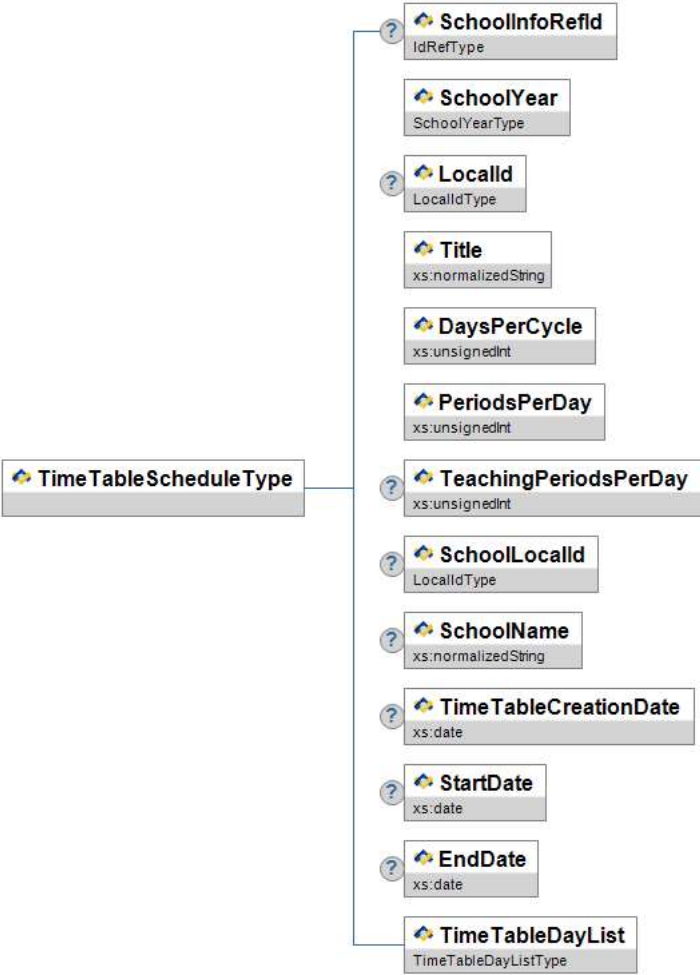 ?
SchoolInfoRefId
IdRefType
SchoolYear
SchoolYearType
?
LocalId
LocalIdType
Title
xs:normalizedString
DaysPerCycle
xs:unsignedInt
PeriodsPerDay
xs:unsignedInt
TimeTableScheduleType
?
TeachingPeriodsPerDay
xs:unsignedInt
?
SchoolLocalId
LocalIdType
?
SchoolName
xs:normalizedString
?
TimeTableCreationDate
xs:date
?
StartDate
xs:date
?
EndDate
xs:date
TimeTableDayList
TimeTableDayListType